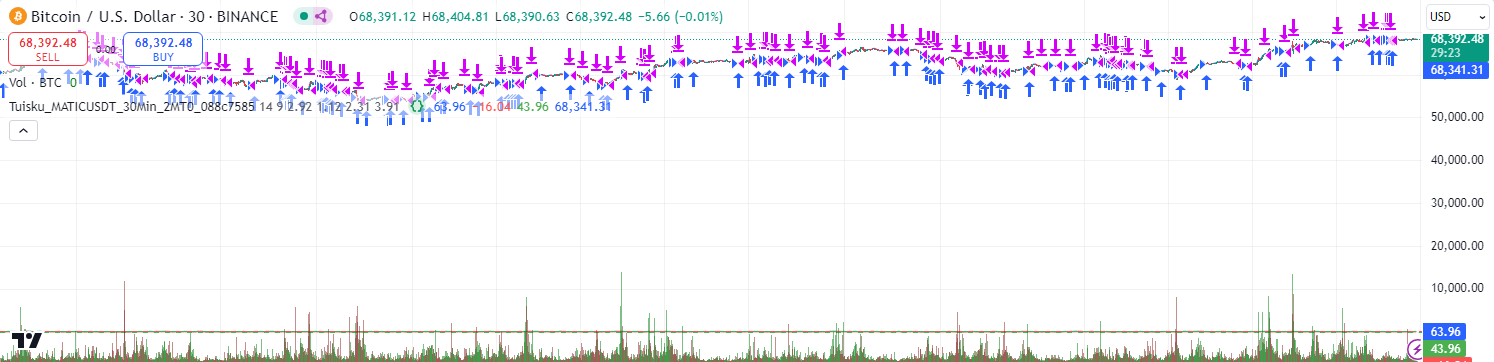 Bitcoin / U.S. Dollar · 30 · BINANCE O68,391.12 H68,404.81 L68,390.63 C68,392.48 −5.66 (−0.01%)
USD
68,392.48 SELL
0.00
68,392.48 BUY
68,392.48
29:23
68,341.31
Vol · BTC 0
Tuisku_MATICUSDT_30Min_2MT0_088c7585 14 9 2.92 1.12 2.31 3.91 63.96 −16.04 43.96 68,341.31
50,000.00
40,000.00
30,000.00
20,000.00
10,000.00
63.96
43.96